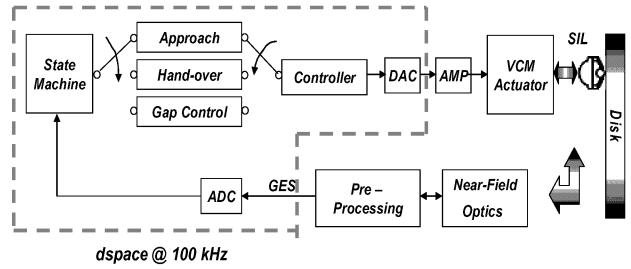 Approach
SIL
State
Machine
Hand-over
Controller
DAC
AMP
VCM
Actuator
Gap Control
Disk
ADC
GES
Pre –
Processing
Near-Field
Optics
dspace @ 100 kHz